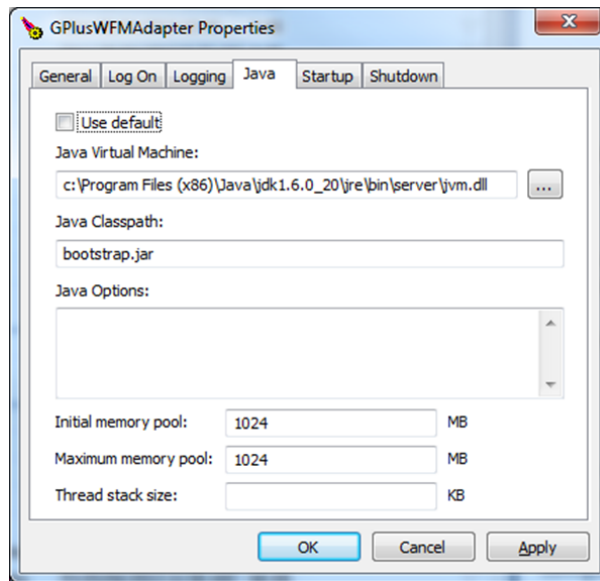 GPlusWFMAdapter Properties
General Log On Logging Java Startup Shutdown
Use default
Java Virtual Machine:
c:\Program Files (x86)\Java\jdk1.6.0_20\jre\bin\server\jvm.dll ...
Java Classpath:
bootstrap.jar
Java Options:
Initial memory pool: 1024 MB
Maximum memory pool: 1024 MB
Thread stack size: KB
OK Cancel Apply